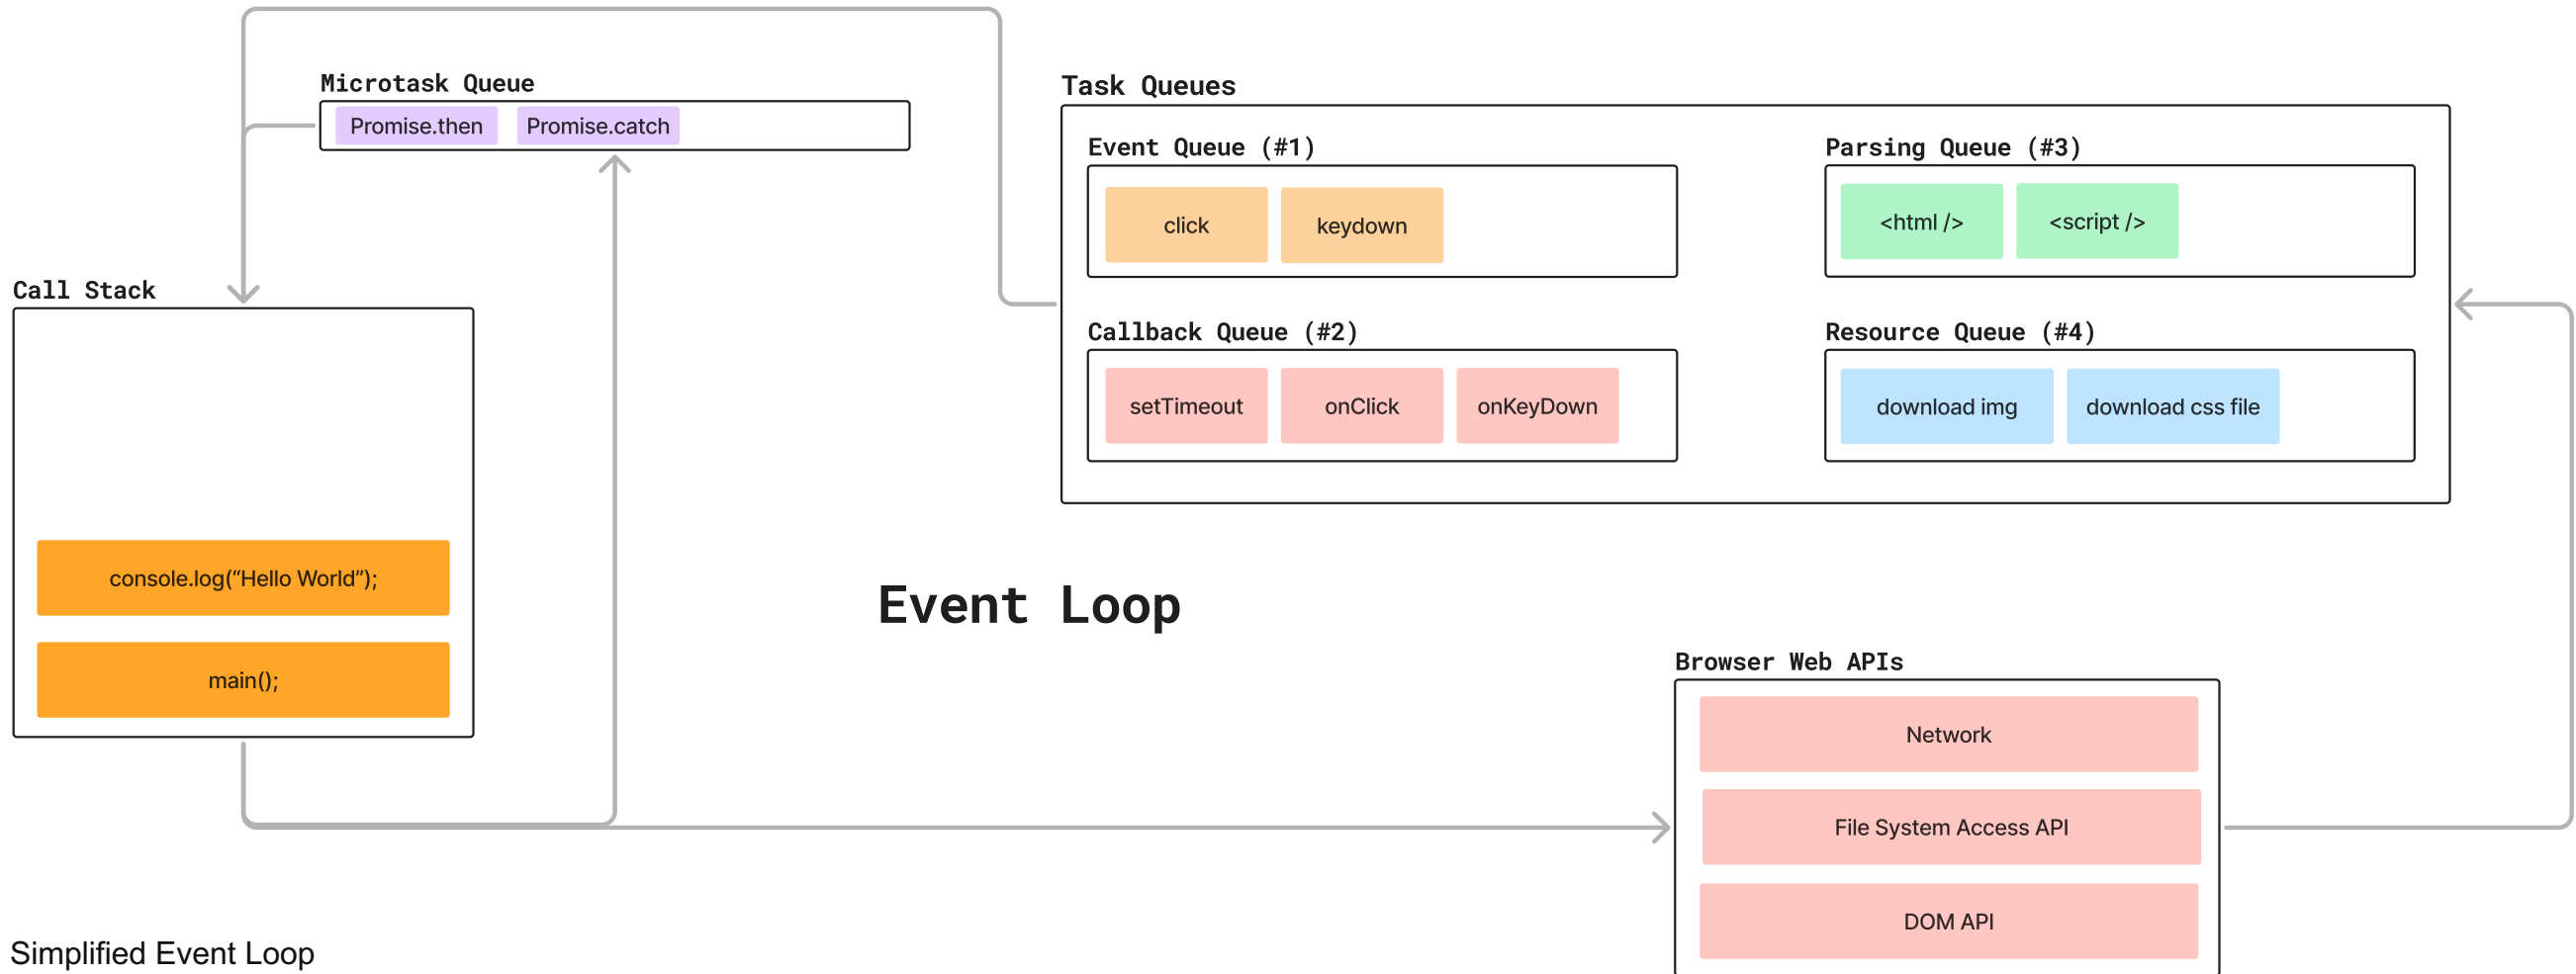 Microtask Queue
Promise.then
Promise.catch
Task Queues
Event Queue (#1)
click
keydown
Parsing Queue (#3)
<html />
<script />
Callback Queue (#2)
setTimeout
onClick
onKeyDown
Resource Queue (#4)
download img
download css file
Call Stack
console.log(“Hello World”);
main();
Event Loop
Browser Web APIs
Network
File System Access API
DOM API
Simplified Event Loop